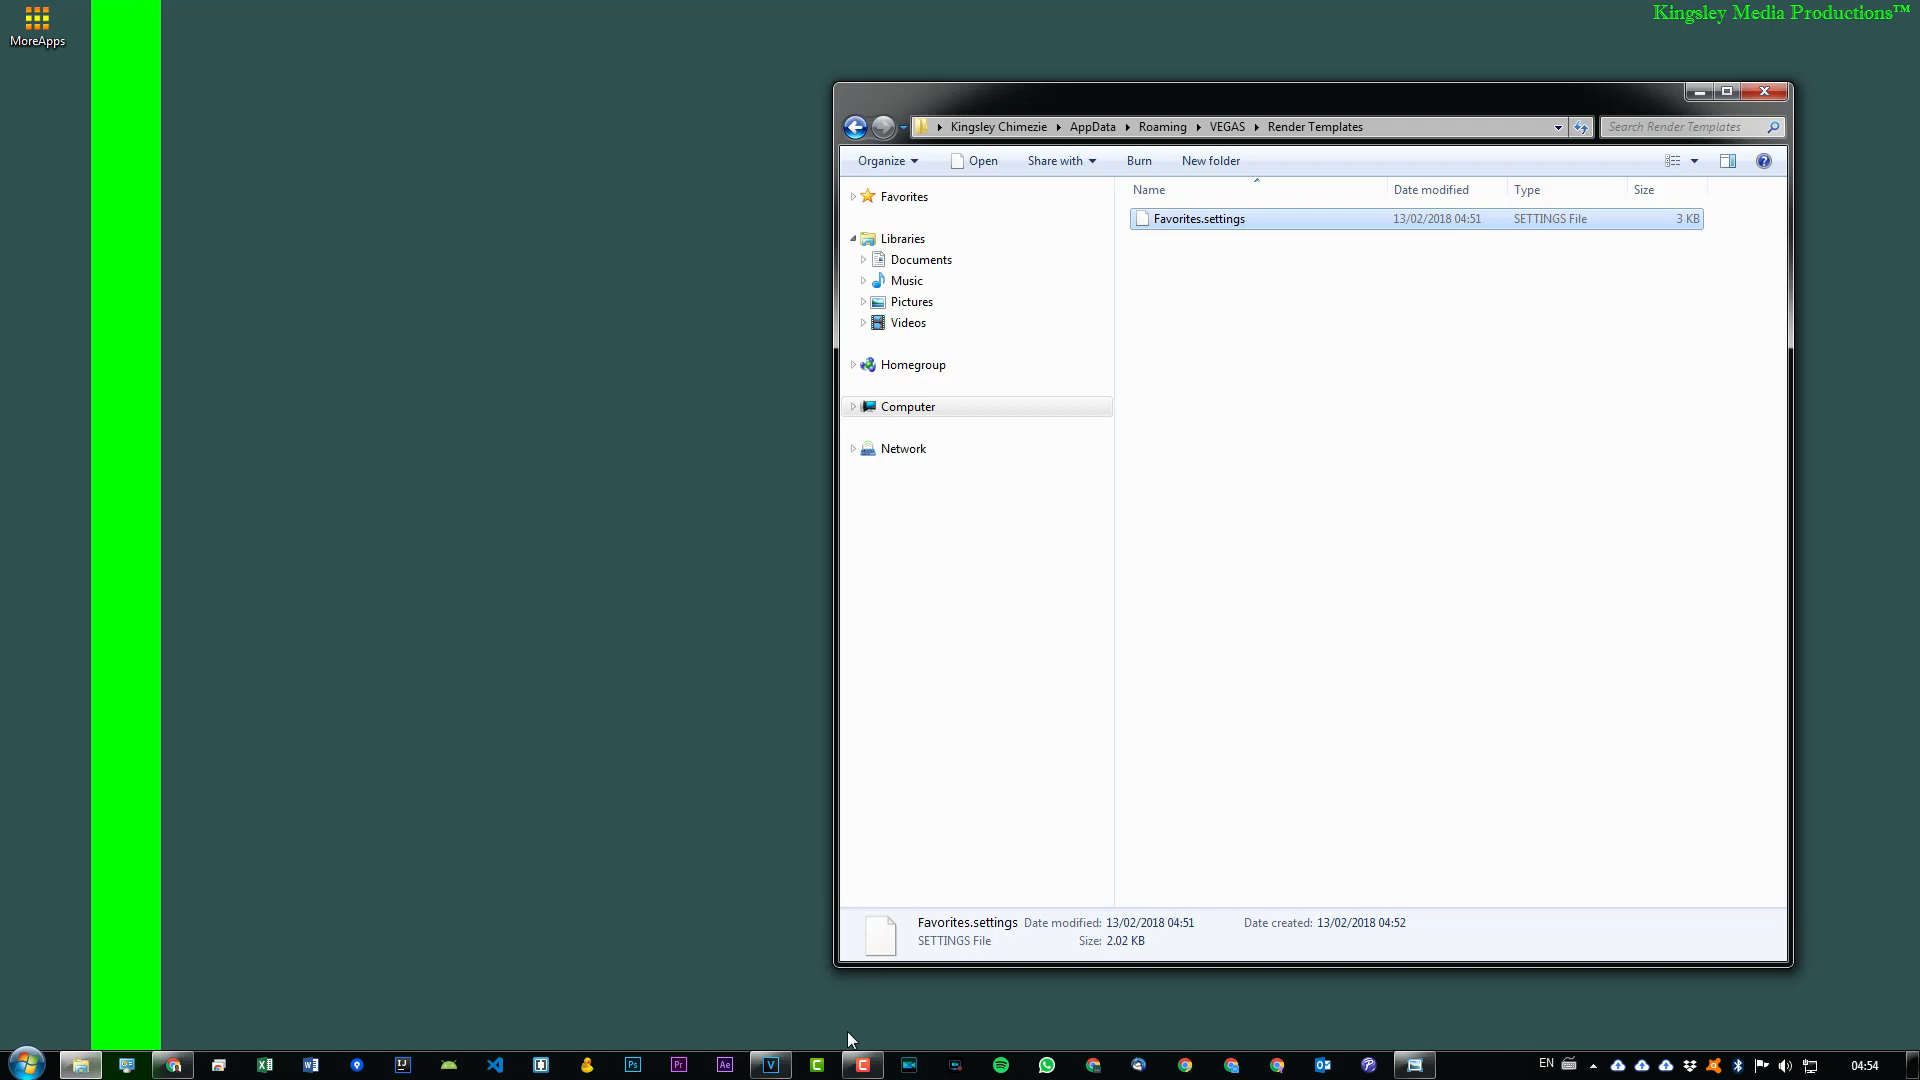 MoreApps
Kingsley Media Productions™
Kingsley Chimezie
AppData
Roaming
VEGAS
Render Templates
Search Render Templates
Organize
Open
Share with
Burn
New folder
Favorites
Libraries
Documents
Music
Pictures
Videos
Homegroup
Computer
Network
Name
Date modified
Type
Size
Favorites.settings
13/02/2018 04:51
SETTINGS File
3 KB
Favorites.settings Date modified: 13/02/2018 04:51 Date created: 13/02/2018 04:52
SETTINGS File Size: 2.02 KB
Ps
Pr
Ae
V
EN
04:54